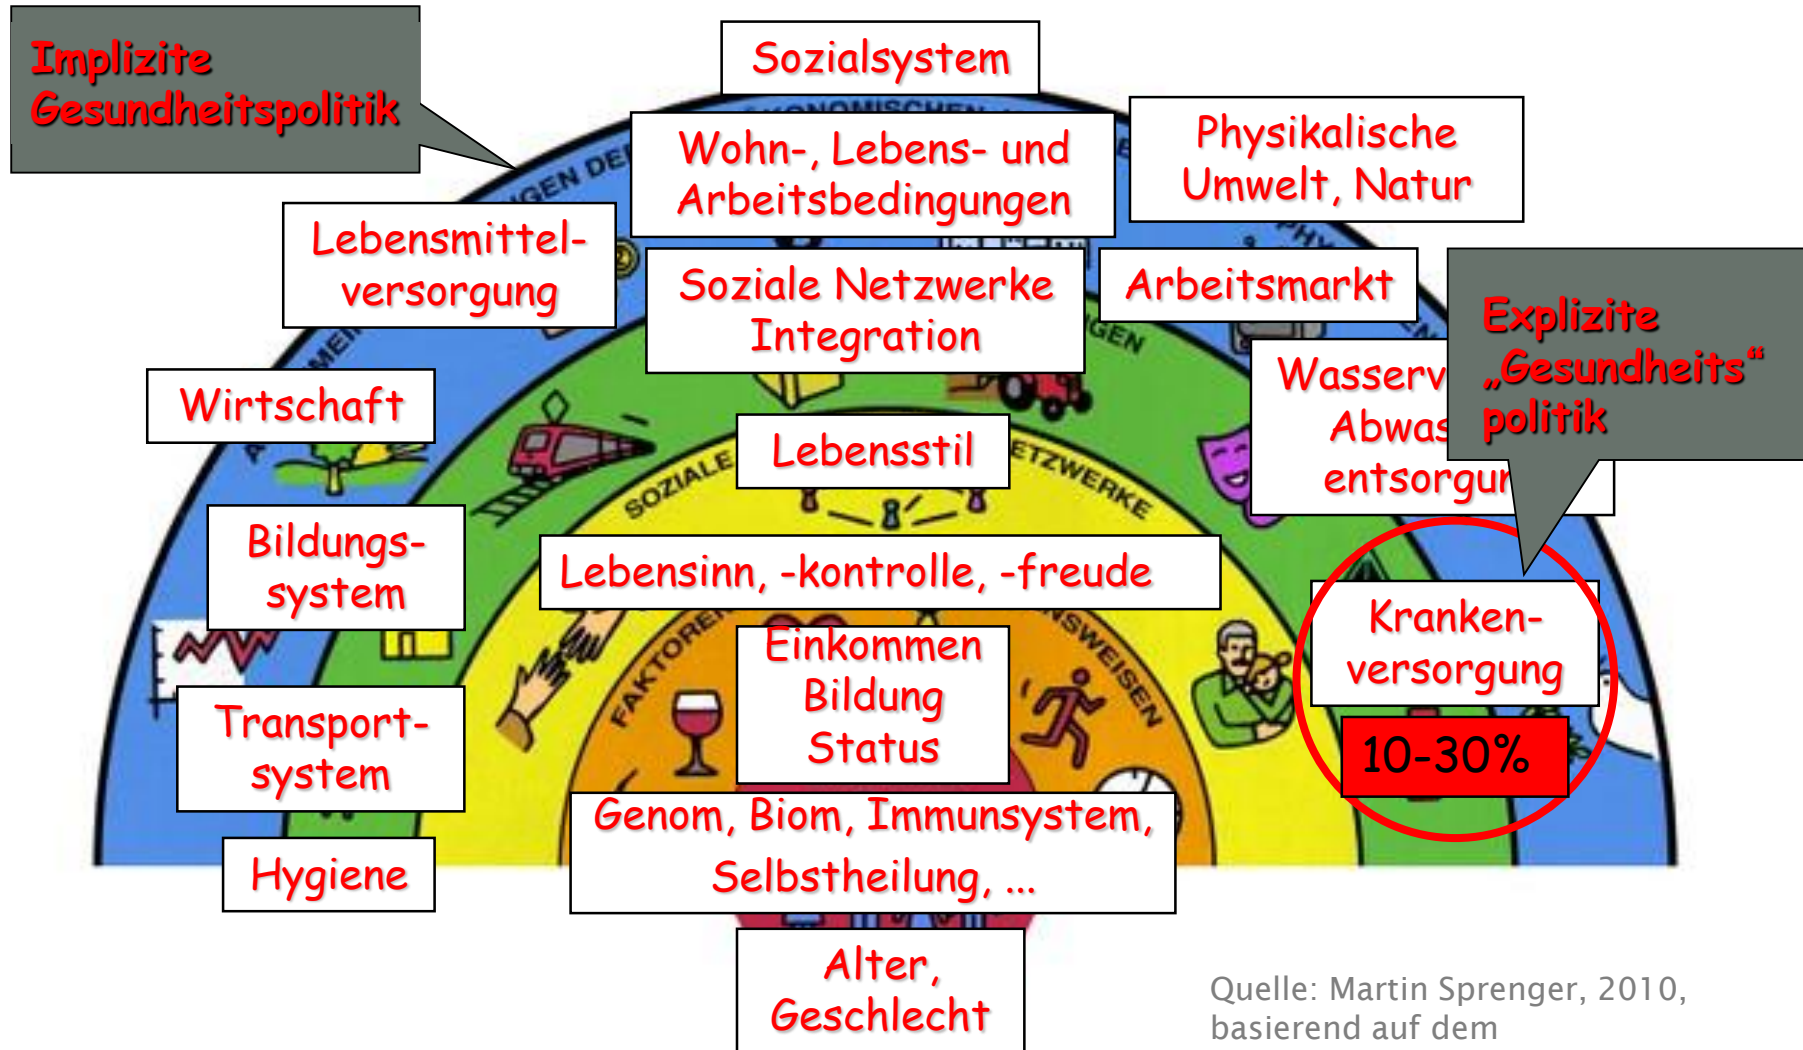 Implizite
Gesundheitspolitik
Sozialsystem
Wohn-, Lebens- und
Arbeitsbedingungen
Physikalische
Umwelt, Natur
Lebensmittel-
versorgung
Soziale Netzwerke
Integration
Arbeitsmarkt
Explizite
„Gesundheits“
politik
Wirtschaft
Lebensstil
entsorgun
SOZIALE
ETZWERKE
Bildungs-
system
Lebensinn, -kontrolle, -freude
Kranken-
versorgung
10-30%
FAKTOREN
NSWEISEN
Einkommen
Bildung
Status
Transport-
system
Genom, Biom, Immunsystem,
Selbstheilung, ...
Hygiene
Alter,
Geschlecht
Quelle: Martin Sprenger, 2010,
basierend auf dem